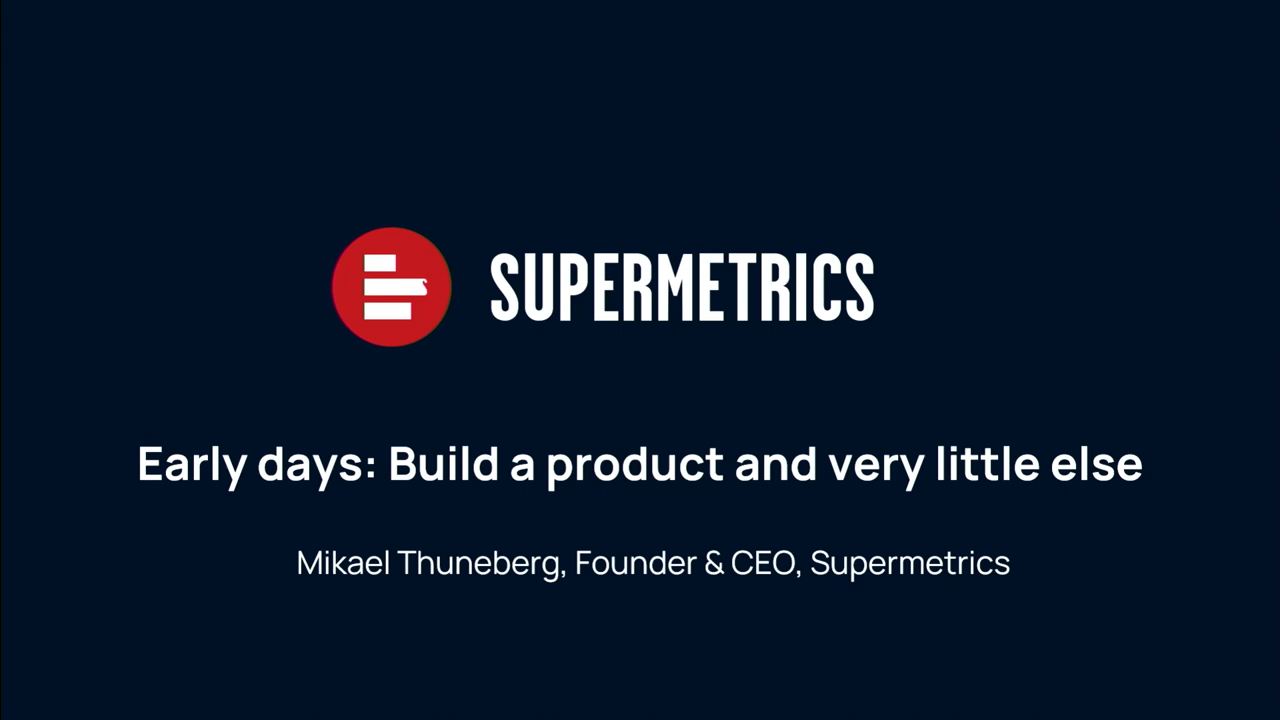 SUPERMETRICS
Early days: Build a product and very little else
Mikael Thuneberg, Founder & CEO, Supermetrics